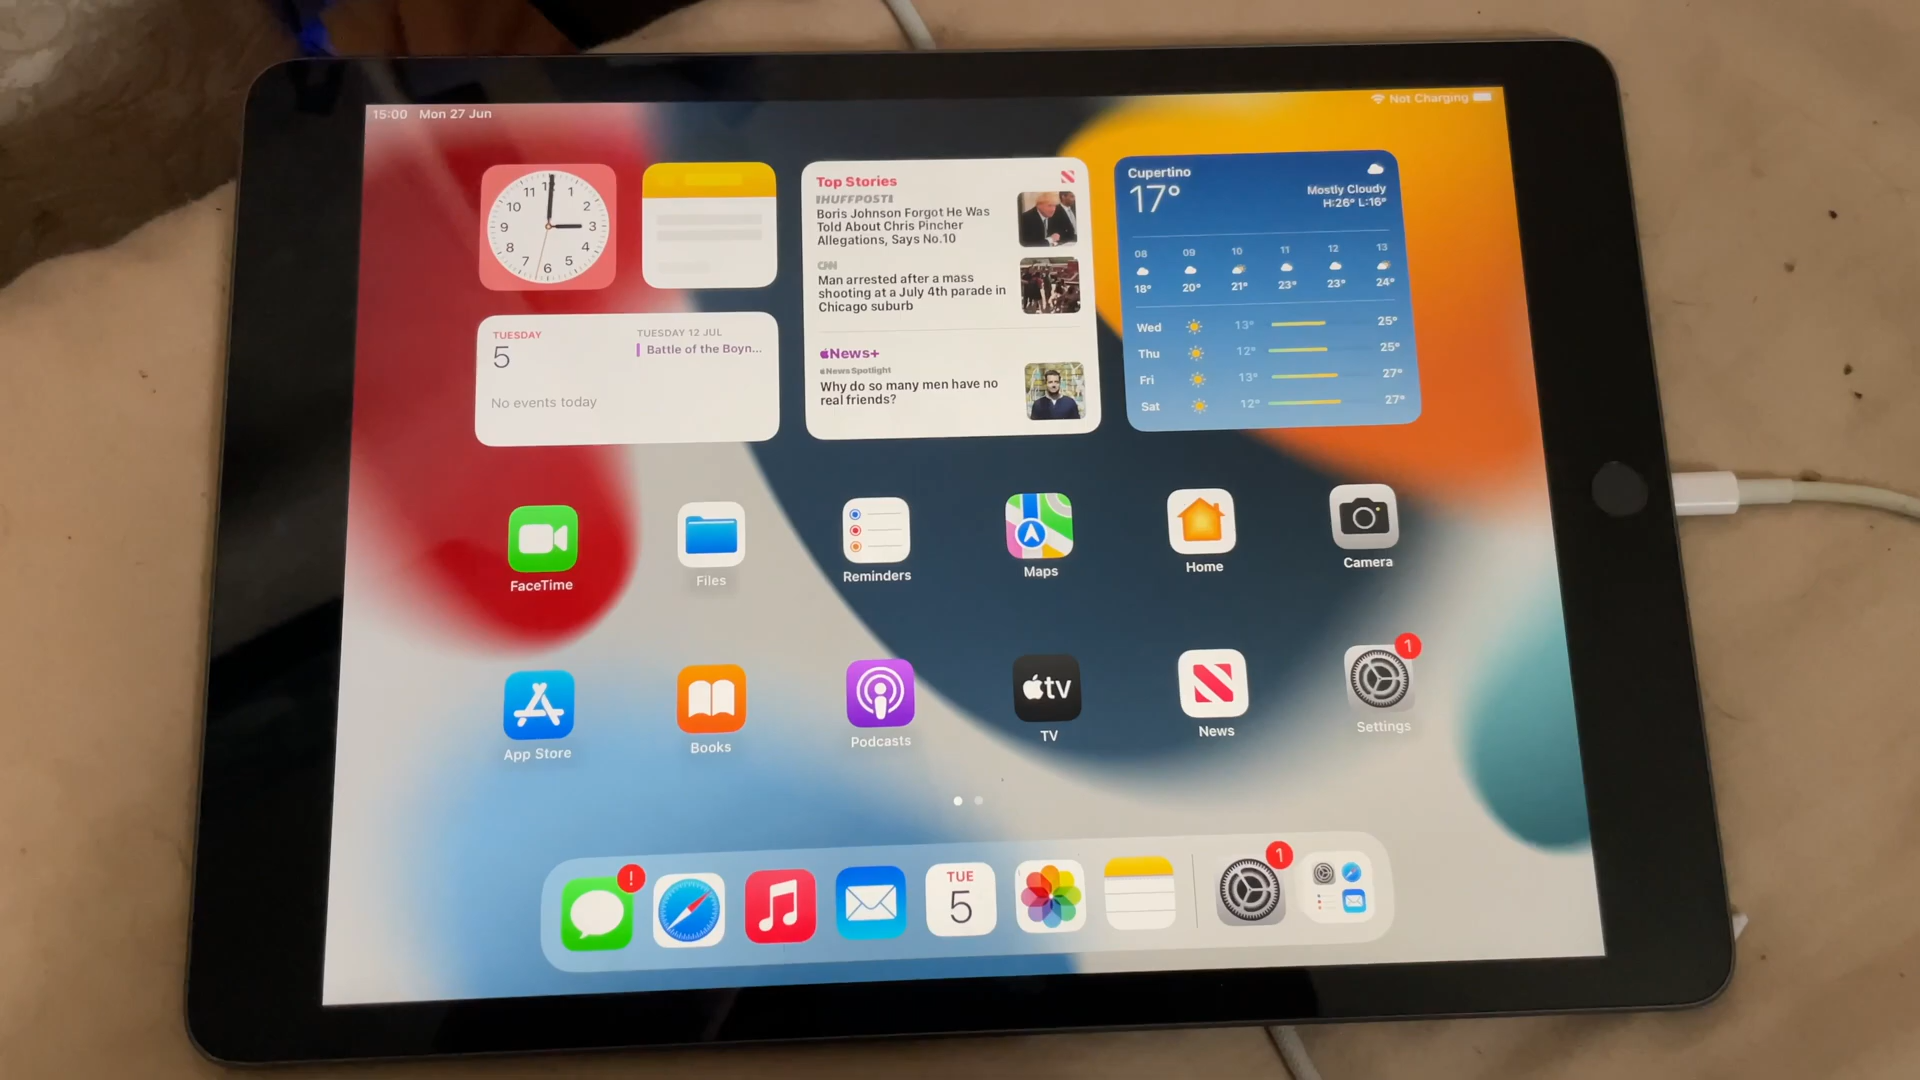 15:00 Mon 27 Jun
Not Charging
11 12 1
10 2
9 3
8 4
7 6 5
Top Stories
HUFFPOST
Boris Johnson Forgot He Was
Told About Chris Pincher
Allegations, Says No.10
CNN
Man arrested after a mass
shooting at a July 4th parade in
Chicago suburb
News+
News Spotlight
Why do so many men have no
real friends?
Cupertino
17°
Mostly Cloudy
H:26° L:16°
08 09 10 11 12 13
18° 20° 21° 23° 23° 24°
Wed 13° 25°
Thu 12° 25°
Fri 13° 27°
Sat 12° 27°
TUESDAY
5
No events today
TUESDAY 12 JUL
Battle of the Boyn...
FaceTime
Files
Reminders
Maps
Home
Camera
App Store
Books
Podcasts
tv
TV
News
1
Settings
!
TUE
5
1